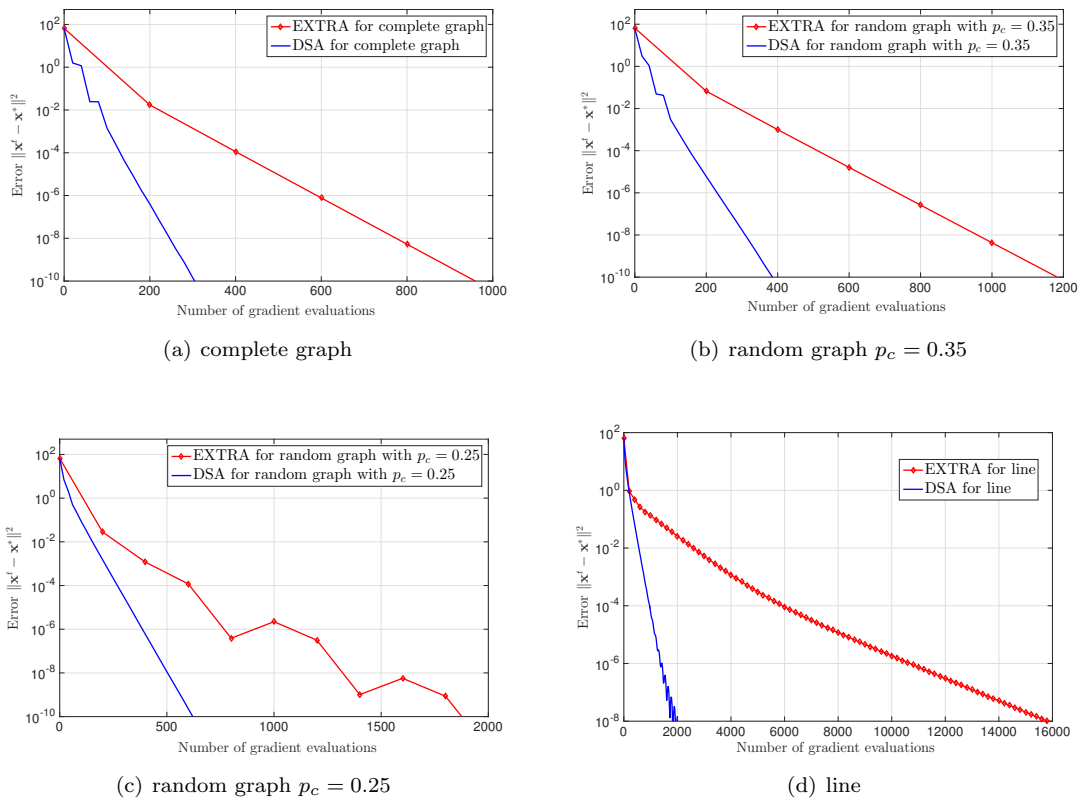 EXTRA for complete graph
DSA for complete graph
Error ‖x^t − x*‖²
10^2
10^0
10^-2
10^-4
10^-6
10^-8
10^-10
0 200 400 600 800 1000
Number of gradient evaluations
(a) complete graph
EXTRA for random graph with p_c = 0.35
DSA for random graph with p_c = 0.35
Error ‖x^t − x*‖²
10^2
10^0
10^-2
10^-4
10^-6
10^-8
10^-10
0 200 400 600 800 1000 1200
Number of gradient evaluations
(b) random graph p_c = 0.35
EXTRA for random graph with p_c = 0.25
DSA for random graph with p_c = 0.25
Error ‖x^t − x*‖²
10^2
10^0
10^-2
10^-4
10^-6
10^-8
10^-10
0 500 1000 1500 2000
Number of gradient evaluations
(c) random graph p_c = 0.25
EXTRA for line
DSA for line
Error ‖x^t − x*‖²
10^2
10^0
10^-2
10^-4
10^-6
10^-8
0 2000 4000 6000 8000 10000 12000 14000 16000
Number of gradient evaluations
(d) line